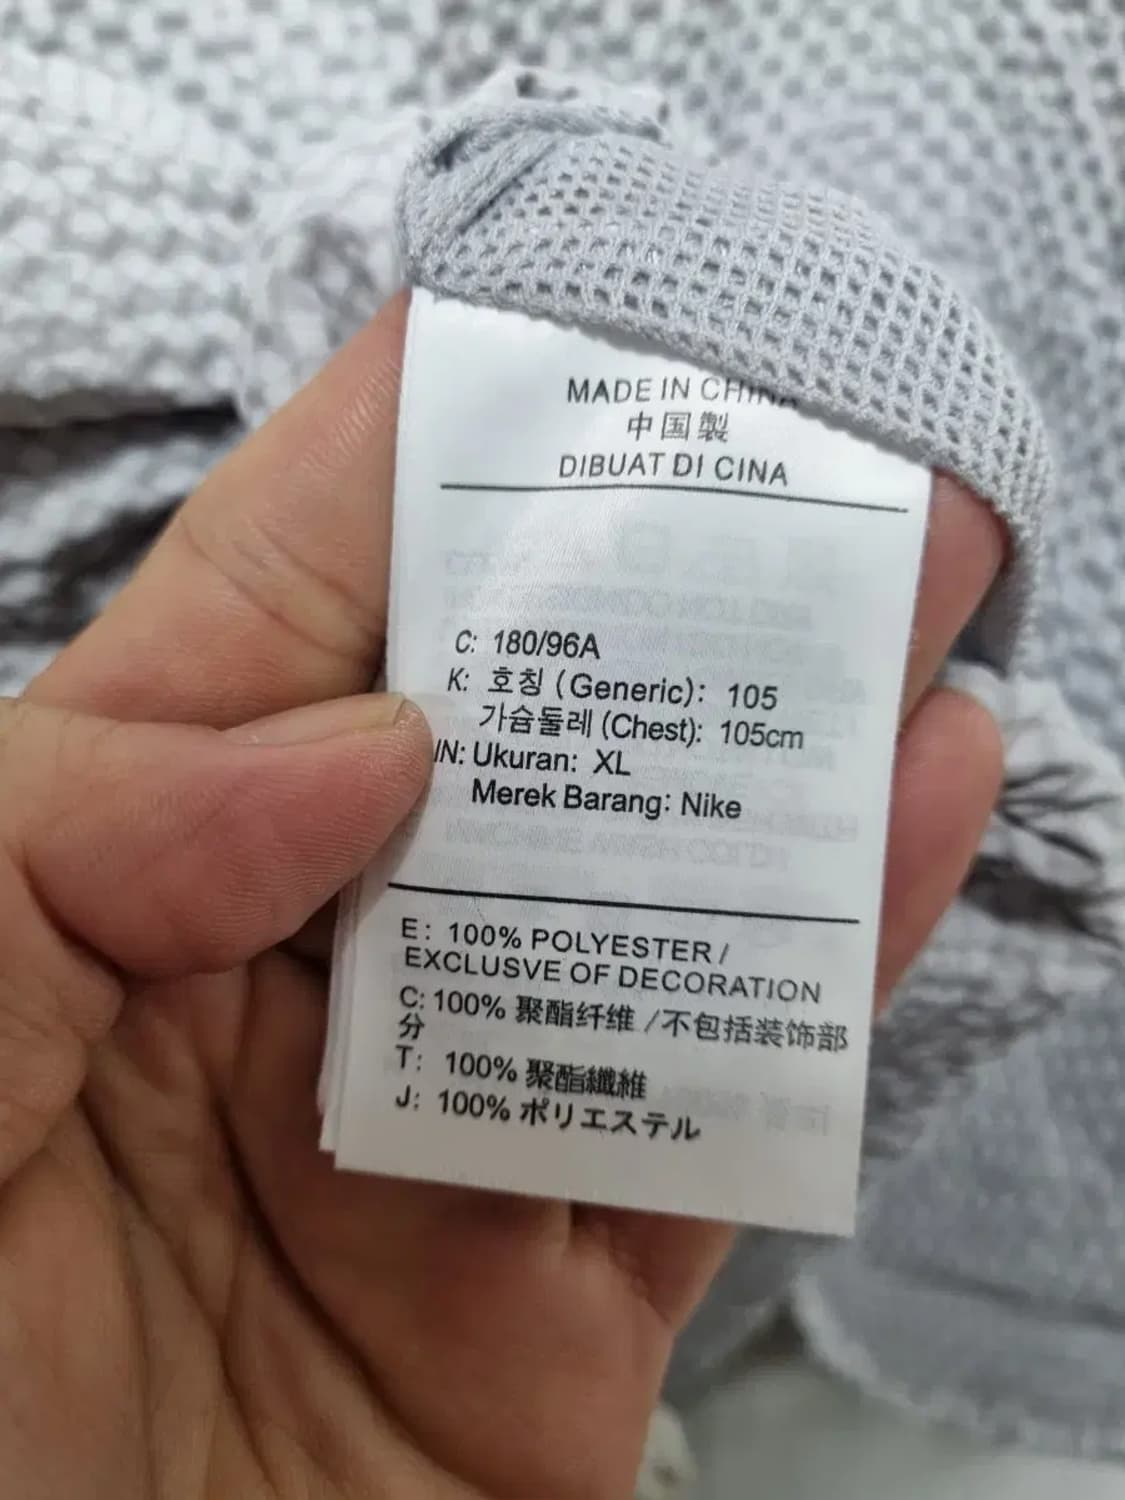 MADE IN CHINA
中国製
DIBUAT DI CINA
C: 180/96A
K: 호칭 (Generic): 105
가슴둘레 (Chest): 105cm
IN: Ukuran: XL
Merek Barang: Nike
E: 100% POLYESTER /
EXCLUSVE OF DECORATION
C: 100% 聚酯纤维 /不包括装饰部
分
T: 100% 聚酯纖維
J: 100% ポリエステル